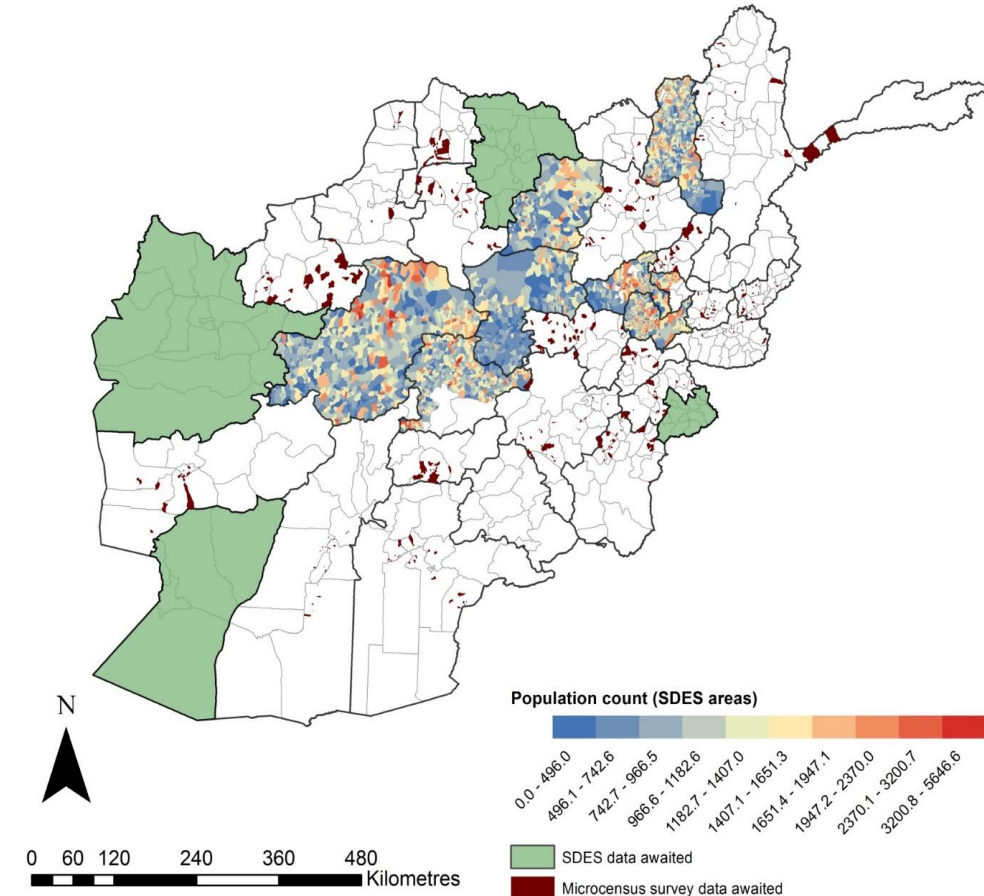 N
0 60 120 240 360 480
Kilometres
Population count (SDES areas)
0.0 - 496.0
496.1 - 742.6
742.7 - 966.5
966.6 - 1182.6
1182.7 - 1407.0
1407.1 - 1651.3
1651.4 - 1947.1
1947.2 - 2370.0
2370.1 - 3200.7
3200.8 - 5646.6
SDES data awaited
Microcensus survey data awaited